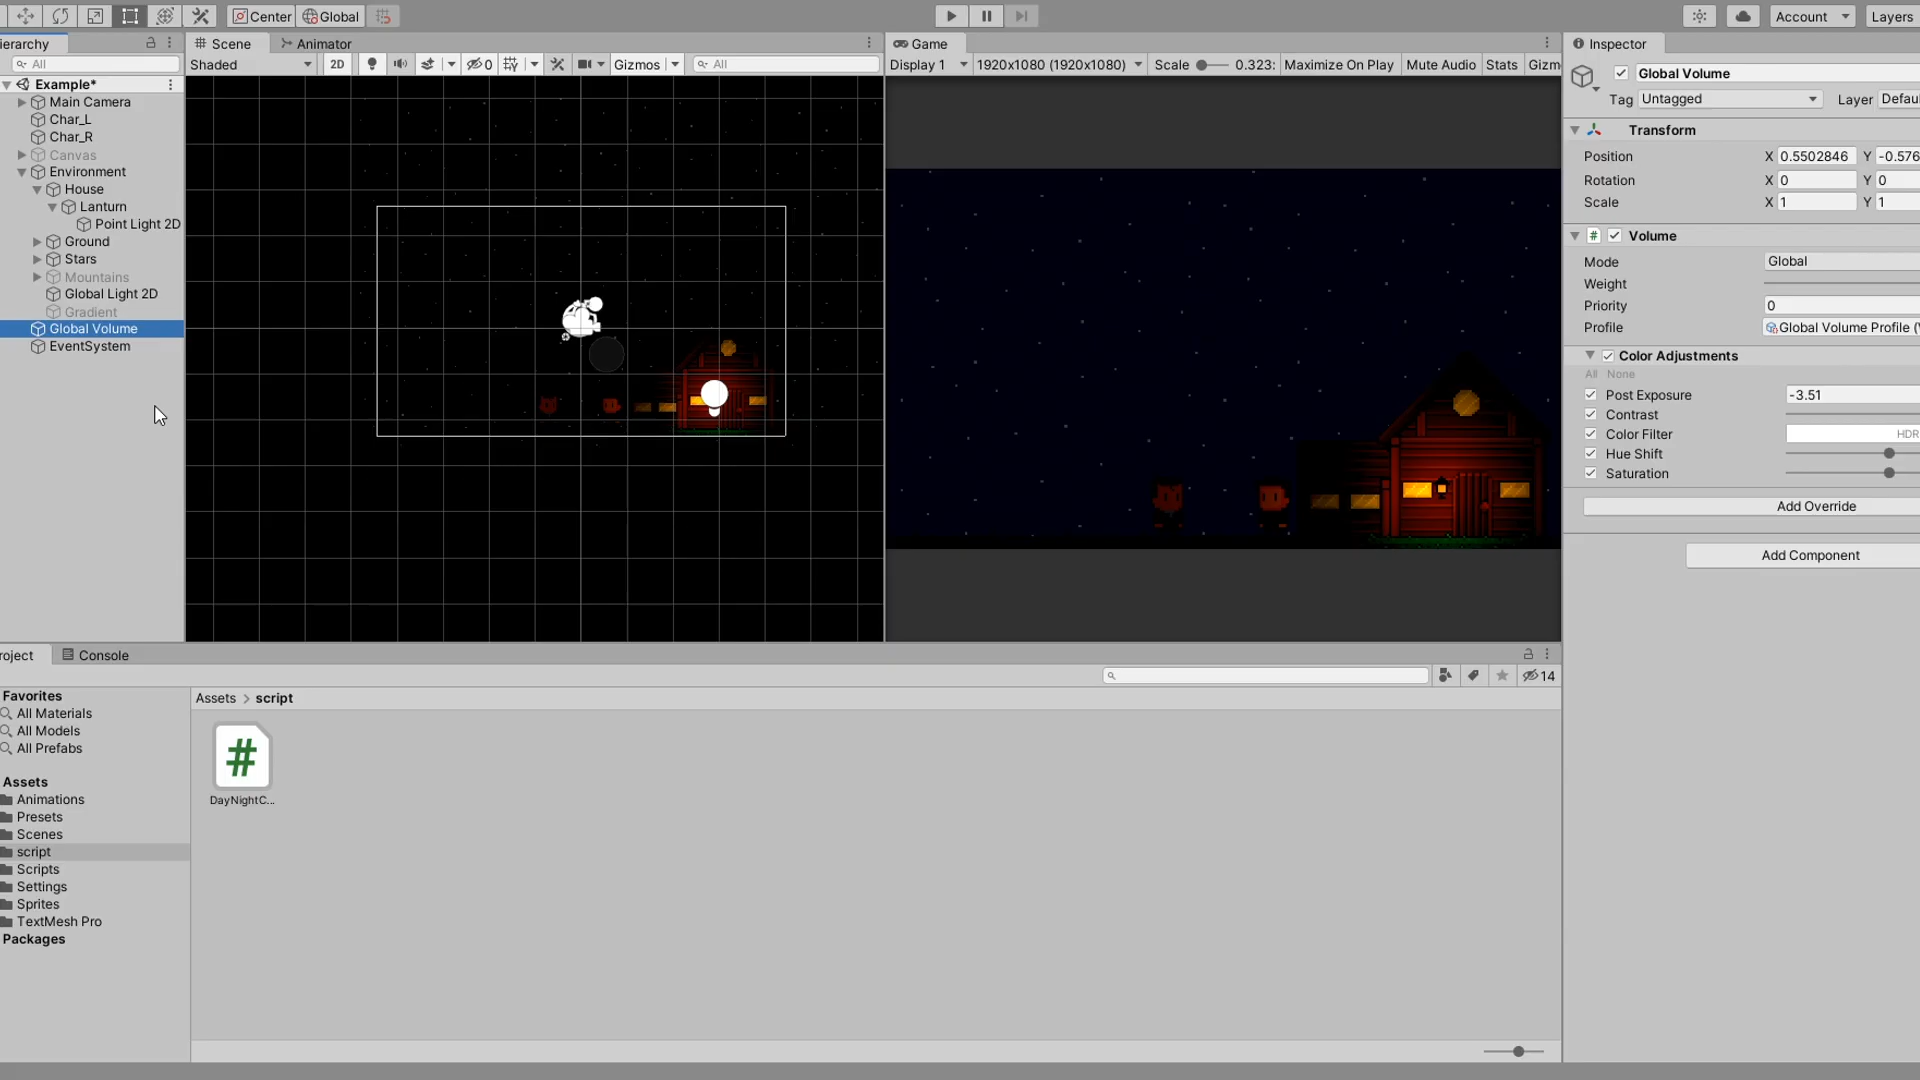 Center
Global
Account
Layers
ierarchy
All
Example*
Main Camera
Char_L
Char_R
Canvas
Environment
House
Lanturn
Point Light 2D
Ground
Stars
Mountains
Global Light 2D
Gradient
Global Volume
EventSystem
Scene
Animator
Shaded
2D
0
Gizmos
All
Game
Display 1
1920x1080 (1920x1080)
Scale
0.323:
Maximize On Play
Mute Audio
Stats
Gizm
Inspector
Global Volume
Tag
Untagged
Layer
Defau
Transform
Position
X 0.5502846
Y -0.576
Rotation
X 0
Y 0
Scale
X 1
Y 1
# Volume
Mode
Global
Weight
Priority
0
Profile
Global Volume Profile (
Color Adjustments
All None
Post Exposure
-3.51
Contrast
Color Filter
HDR
Hue Shift
Saturation
Add Override
Add Component
roject
Console
14
Favorites
All Materials
All Models
All Prefabs
Assets
Animations
Presets
Scenes
script
Scripts
Settings
Sprites
TextMesh Pro
Packages
Assets > script
#
DayNightC...